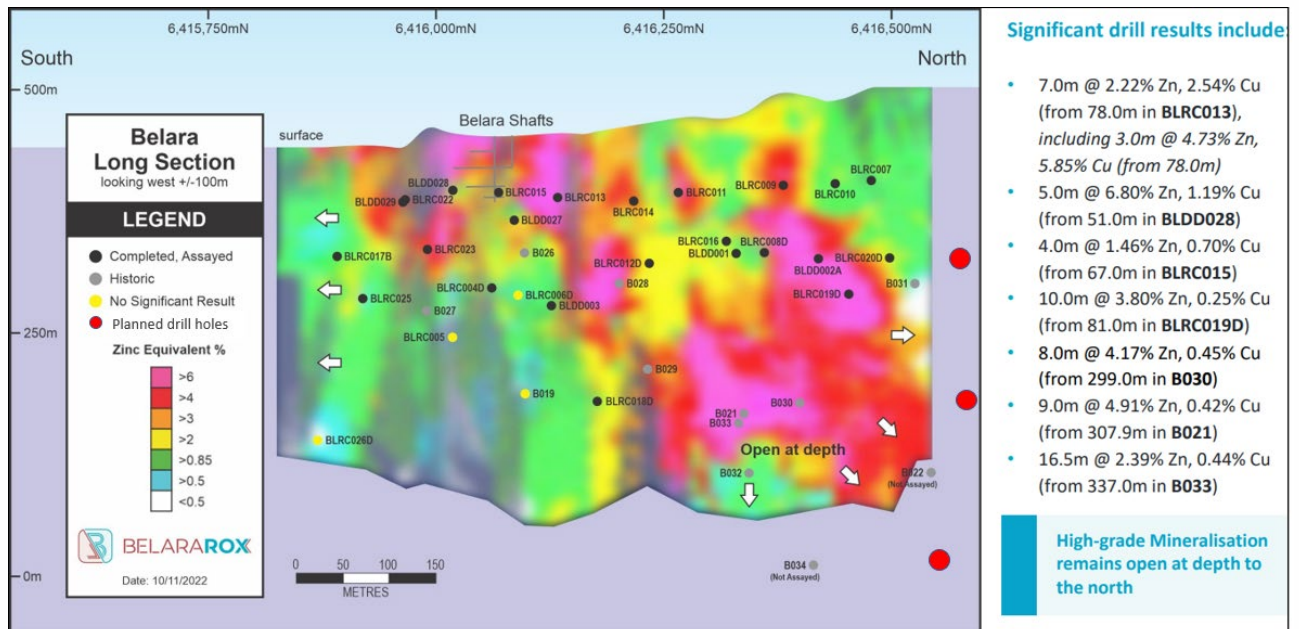 6,415,750mN
6,416,000mN
6,416,250mN
6,416,500mN
South
North
500m
250m
0m
Belara
Long Section
looking west +/-100m
LEGEND
Completed, Assayed
Historic
No Significant Result
Planned drill holes
Zinc Equivalent %
>6
>4
>3
>2
>0.85
>0.5
<0.5
BELARAROX
Date: 10/11/2022
surface
Belara Shafts
BLDD028
BLDD029
BLRC022
BLRC015
BLRC013
BLDD027
BLRC014
BLRC011
BLRC009
BLRC010
BLRC007
BLRC017B
BLRC023
B026
BLRC012D
BLRC016
BLRC008D
BLDD001
BLDD002A
BLRC020D
BLRC025
BLRC004D
BLRC006D
B028
BLDD003
BLRC019D
B031
B027
BLRC005
B029
B019
BLRC018D
B021
B033
B030
BLRC026D
Open at depth
B032
B022
(Not Assayed)
B034
(Not Assayed)
0 50 100 150
METRES
Significant drill results include:
• 7.0m @ 2.22% Zn, 2.54% Cu
(from 78.0m in BLRC013),
including 3.0m @ 4.73% Zn,
5.85% Cu (from 78.0m)
• 5.0m @ 6.80% Zn, 1.19% Cu
(from 51.0m in BLDD028)
• 4.0m @ 1.46% Zn, 0.70% Cu
(from 67.0m in BLRC015)
• 10.0m @ 3.80% Zn, 0.25% Cu
(from 81.0m in BLRC019D)
• 8.0m @ 4.17% Zn, 0.45% Cu
(from 299.0m in B030)
• 9.0m @ 4.91% Zn, 0.42% Cu
(from 307.9m in B021)
• 16.5m @ 2.39% Zn, 0.44% Cu
(from 337.0m in B033)
High-grade Mineralisation
remains open at depth to
the north